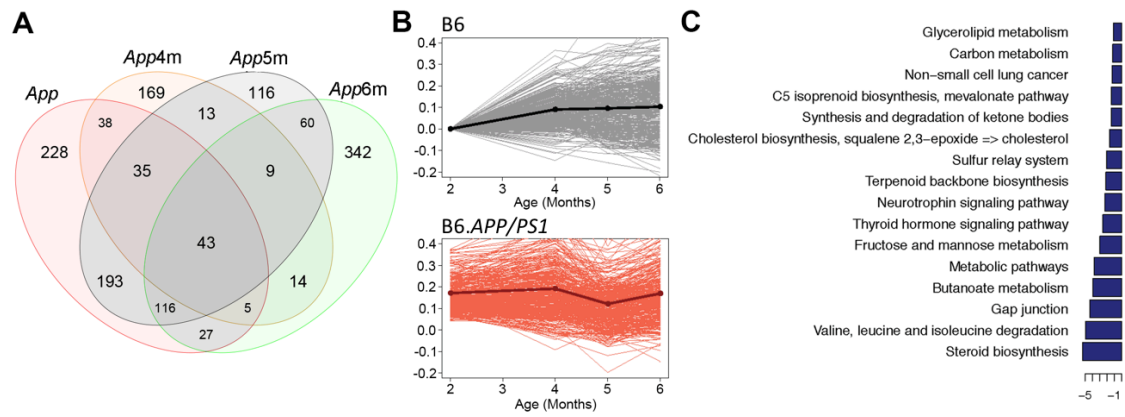 A
App
App4m
App5m
App6m
228
38
169
13
116
60
342
35
9
43
193
14
116
5
27
B
B6
0.4
0.3
0.2
0.1
0.0
-0.1
-0.2
2
3
4
5
6
Age (Months)
B6.APP/PS1
0.4
0.3
0.2
0.1
0.0
-0.1
-0.2
2
3
4
5
6
Age (Months)
C
Glycerolipid metabolism
Carbon metabolism
Non−small cell lung cancer
C5 isoprenoid biosynthesis, mevalonate pathway
Synthesis and degradation of ketone bodies
Cholesterol biosynthesis, squalene 2,3−epoxide => cholesterol
Sulfur relay system
Terpenoid backbone biosynthesis
Neurotrophin signaling pathway
Thyroid hormone signaling pathway
Fructose and mannose metabolism
Metabolic pathways
Butanoate metabolism
Gap junction
Valine, leucine and isoleucine degradation
Steroid biosynthesis
−5 −1